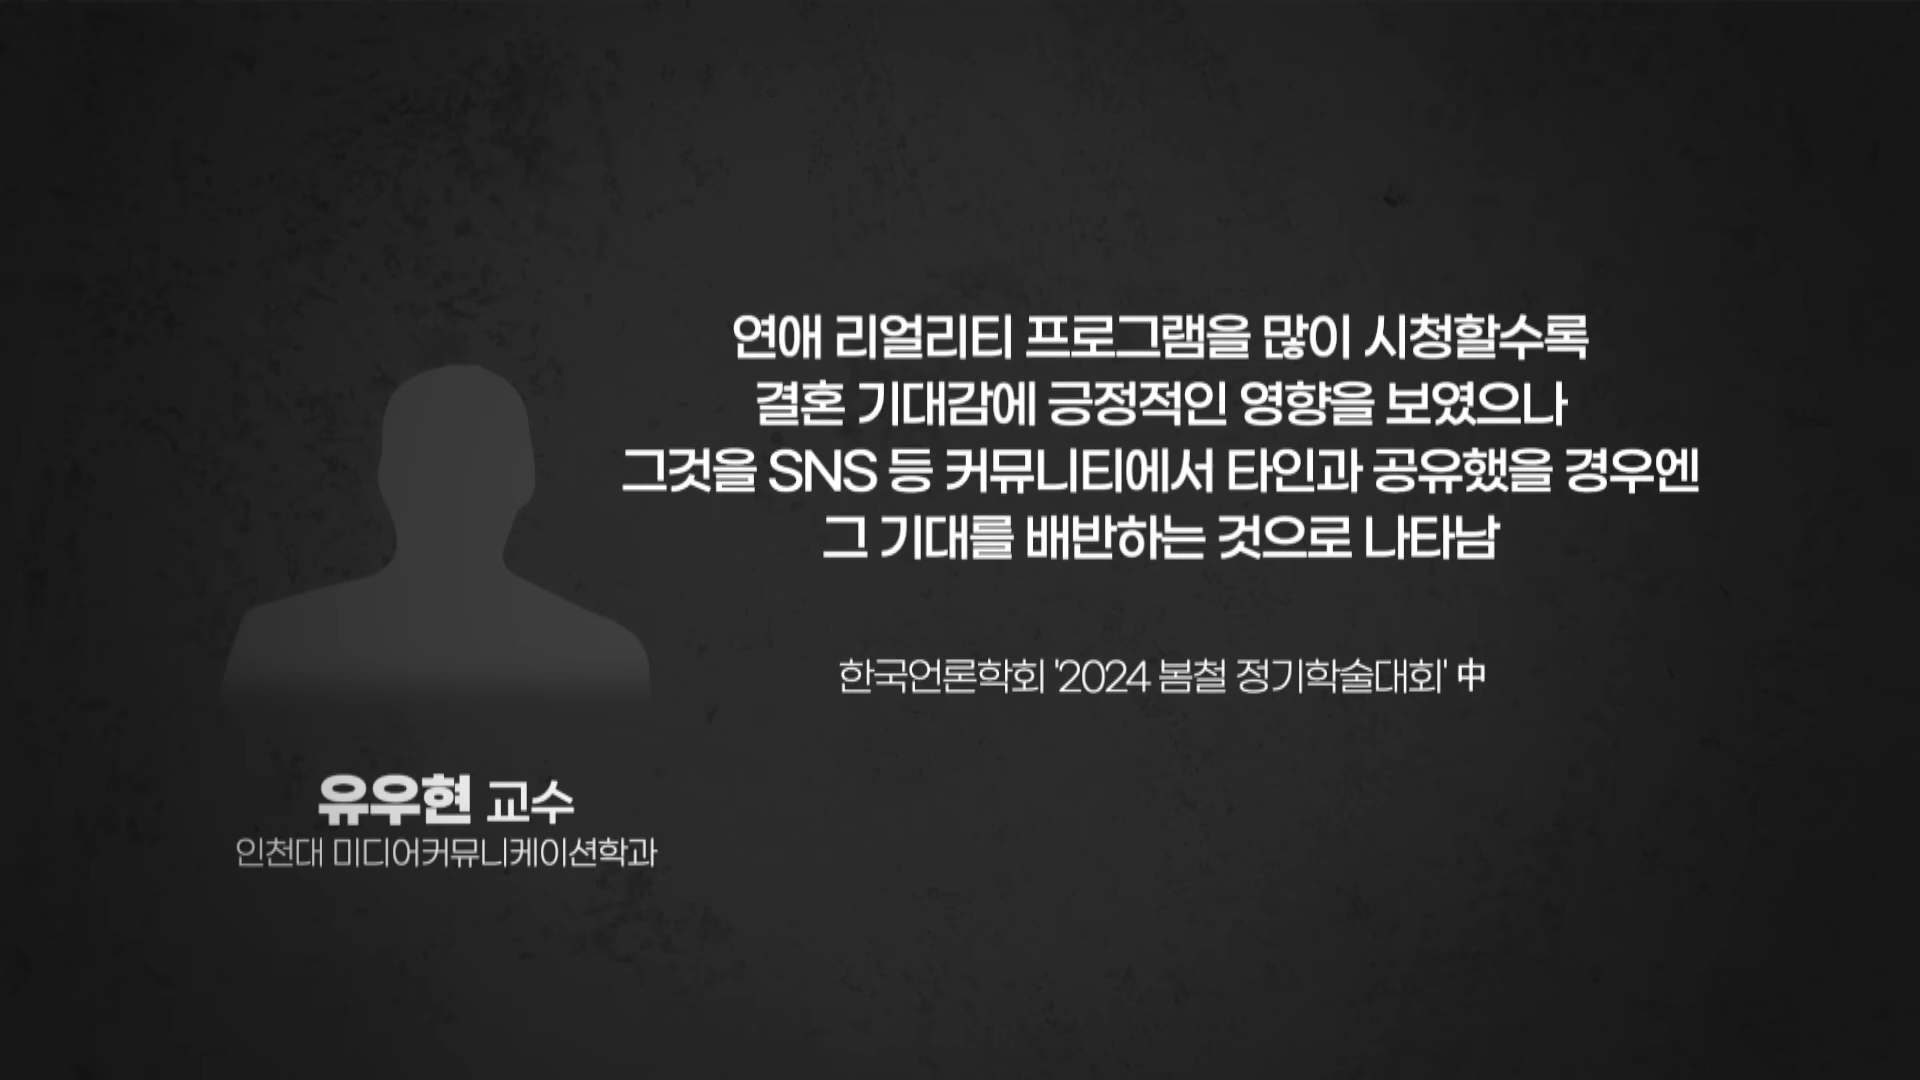 연애 리얼리티 프로그램을 많이 시청할수록
결혼 기대감에 긍정적인 영향을 보였으나
그것을 SNS 등 커뮤니티에서 타인과 공유했을 경우엔
그 기대를 배반하는 것으로 나타남
한국언론학회 '2024 봄철 정기학술대회' 中
유우현 교수
인천대 미디어커뮤니케이션학과